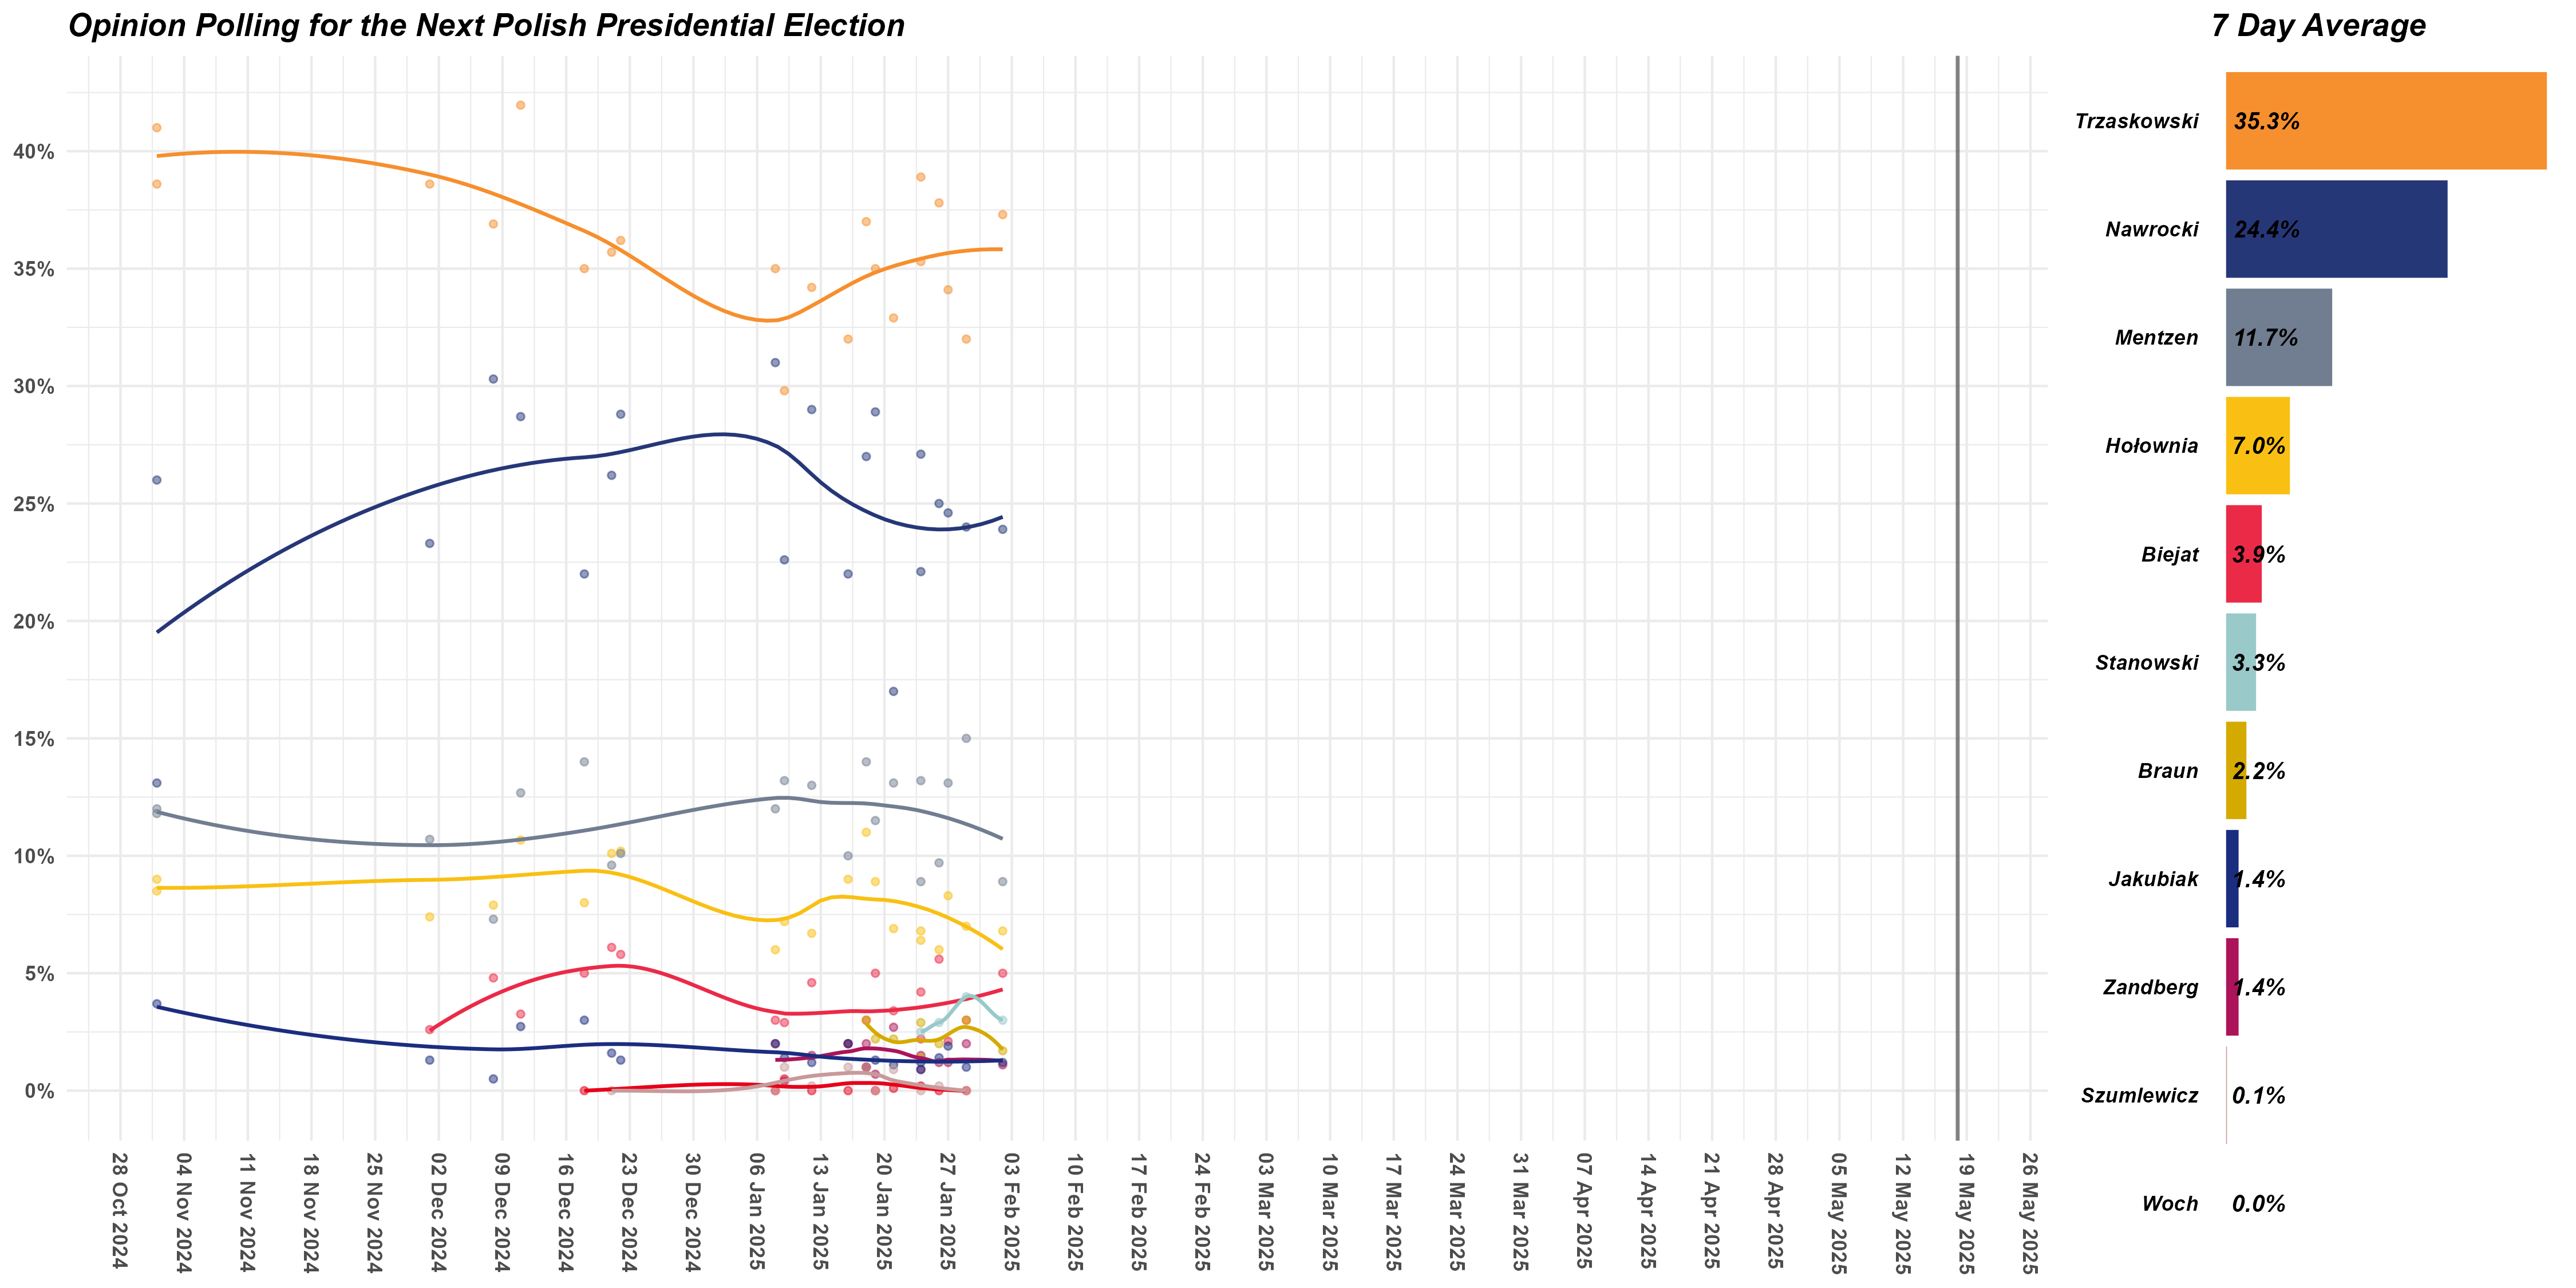 Opinion Polling for the Next Polish Presidential Election
7 Day Average
40%
35%
30%
25%
20%
15%
10%
5%
0%
28 Oct 2024
04 Nov 2024
11 Nov 2024
18 Nov 2024
25 Nov 2024
02 Dec 2024
09 Dec 2024
16 Dec 2024
23 Dec 2024
30 Dec 2024
06 Jan 2025
13 Jan 2025
20 Jan 2025
27 Jan 2025
03 Feb 2025
10 Feb 2025
17 Feb 2025
24 Feb 2025
03 Mar 2025
10 Mar 2025
17 Mar 2025
24 Mar 2025
31 Mar 2025
07 Apr 2025
14 Apr 2025
21 Apr 2025
28 Apr 2025
05 May 2025
12 May 2025
19 May 2025
26 May 2025
Trzaskowski 35.3%
Nawrocki 24.4%
Mentzen 11.7%
Hołownia 7.0%
Biejat 3.9%
Stanowski 3.3%
Braun 2.2%
Jakubiak 1.4%
Zandberg 1.4%
Szumlewicz 0.1%
Woch 0.0%